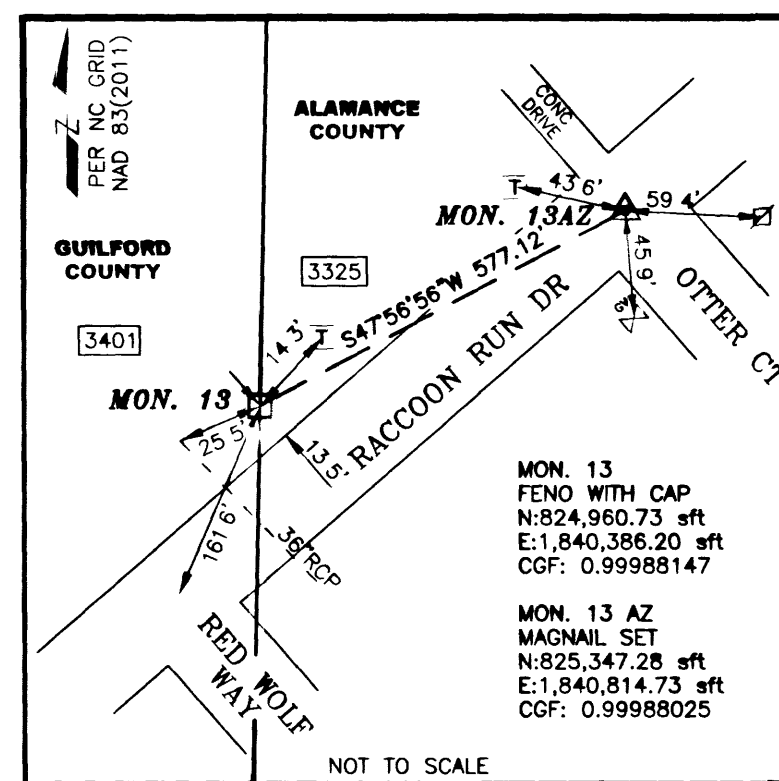 PER NC GRID
NAD 83(2011)
Z
ALAMANCE
COUNTY
CONC
DRIVE
T
43 6'
59 4'
MON. 13AZ
45 9'
GUILFORD
COUNTY
3325
S47°56'56"W 577.12'
OTTER CT
3401
14 3'
T
RACCOON RUN DR
MON. 13
25 5'
13 5'
161 6'
36"RCP
MON. 13
FENO WITH CAP
N:824,960.73 sft
E:1,840,386.20 sft
CGF: 0.99988147
RED WOLF
WAY
MON. 13 AZ
MAGNAIL SET
N:825,347.28 sft
E:1,840,814.73 sft
CGF: 0.99988025
NOT TO SCALE